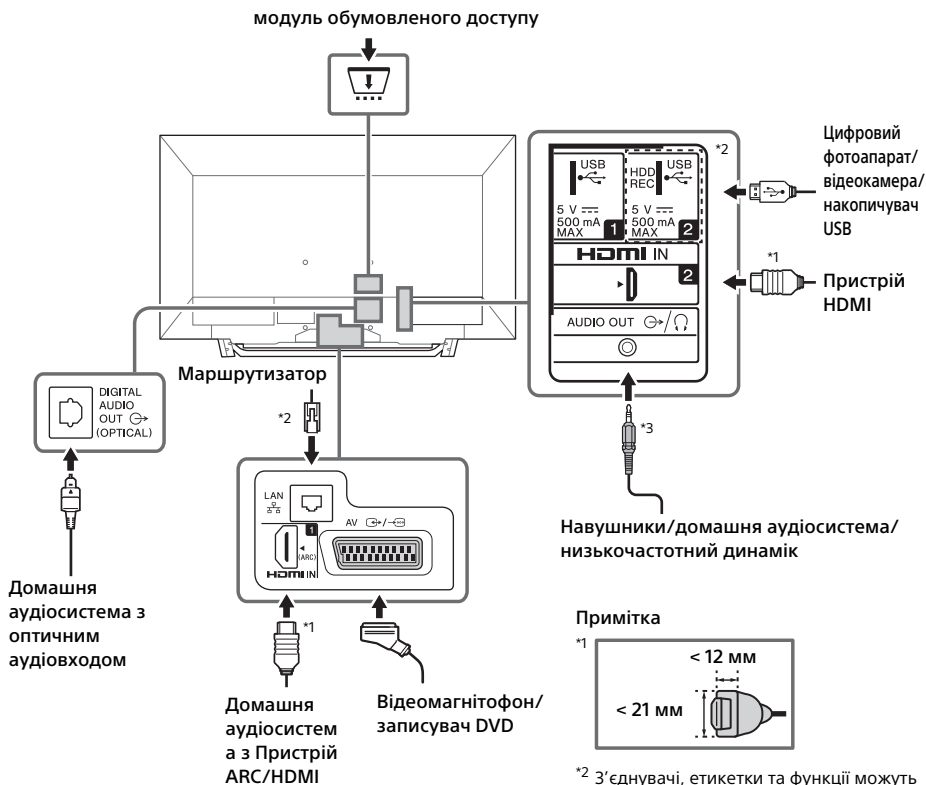 модуль обумовленого доступу
*2
USB
HDD
REC
USB
5 V
500 mA
MAX
1
5 V
500 mA
MAX
2
HDMI IN
2
AUDIO OUT
Цифровий
фотоапарат/
відеокамера/
накопичувач
USB
*1
Пристрій
HDMI
*3
Навушники/домашня аудіосистема/
низькочастотний динамік
DIGITAL
AUDIO
OUT
(OPTICAL)
Домашня
аудіосистема з
оптичним
аудіовходом
Маршрутизатор
*2
LAN
1
(ARC)
HDMI IN
AV
*1
Домашня
аудіосистем
а з Пристрій
ARC/HDMI
Відеомагнітофон/
записувач DVD
Примітка
*1
< 12 мм
< 21 мм
*2 З’єднувачі, етикетки та функції можуть